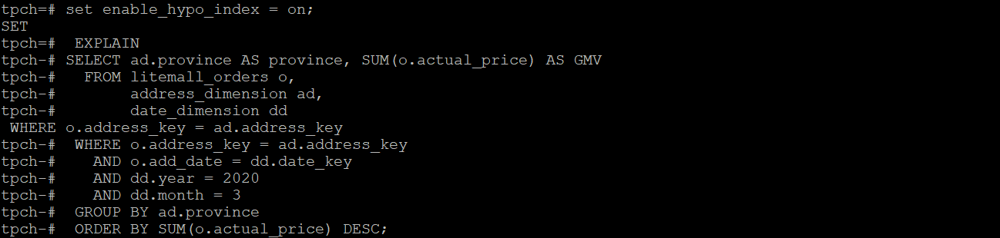 tpch=# set enable_hypo_index = on;
SET
tpch=#  EXPLAIN
tpch-# SELECT ad.province AS province, SUM(o.actual_price) AS GMV
tpch-#   FROM litemall_orders o,
tpch-#        address_dimension ad,
tpch-#        date_dimension dd
 WHERE o.address_key = ad.address_key
tpch-#  WHERE o.address_key = ad.address_key
tpch-#    AND o.add_date = dd.date_key
tpch-#    AND dd.year = 2020
tpch-#    AND dd.month = 3
tpch-#  GROUP BY ad.province
tpch-#  ORDER BY SUM(o.actual_price) DESC;